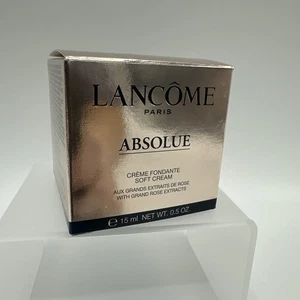 LANCÔME
PARIS
ABSOLUE
CRÈME FONDANTE
SOFT CREAM
AUX GRANDS EXTRAITS DE ROSE
WITH GRAND ROSE EXTRACTS
℮ 15 ml NET WT. 0.5 OZ